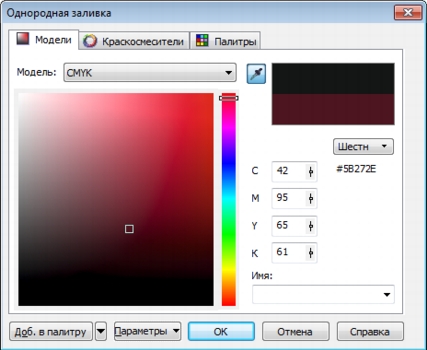 Однородная заливка
Модели
Краскосмесители
Палитры
Модель:
CMYK
Шестн
C 42
#5B272E
M 95
Y 65
K 61
Имя:
Доб. в палитру
Параметры
OK
Отмена
Справка